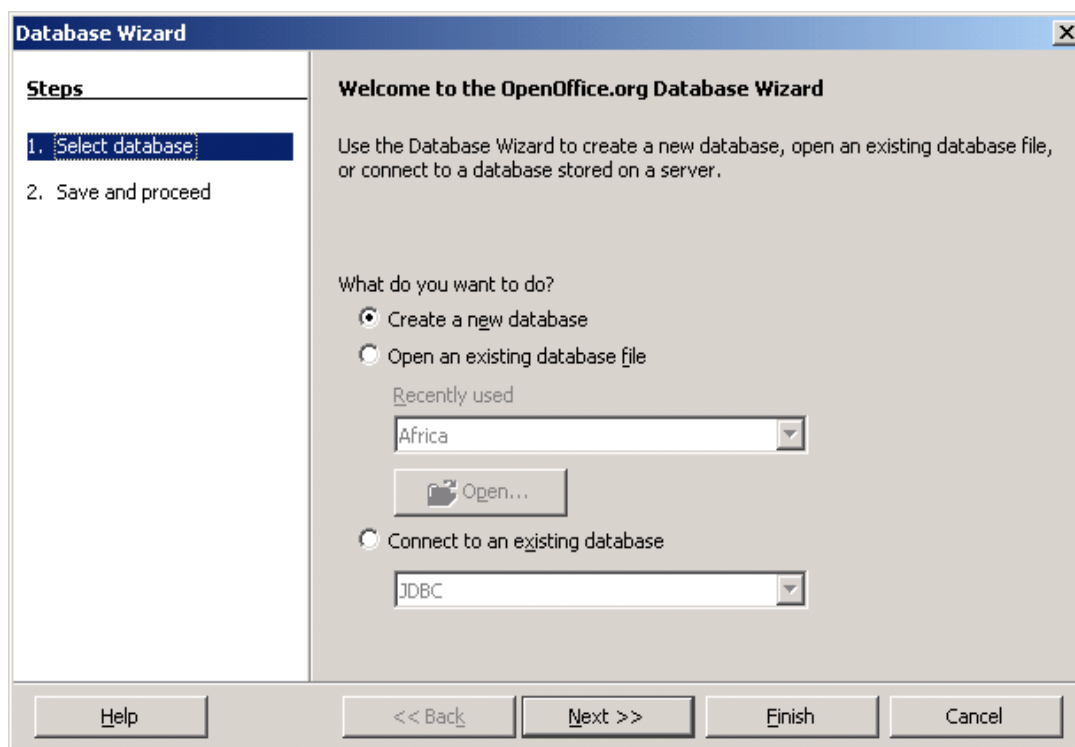 Database Wizard
Steps
1. Select database
2. Save and proceed
Welcome to the OpenOffice.org Database Wizard
Use the Database Wizard to create a new database, open an existing database file,
or connect to a database stored on a server.
What do you want to do?
Create a new database
Open an existing database file
Recently used
Africa
Open...
Connect to an existing database
JDBC
Help
<< Back
Next >>
Finish
Cancel